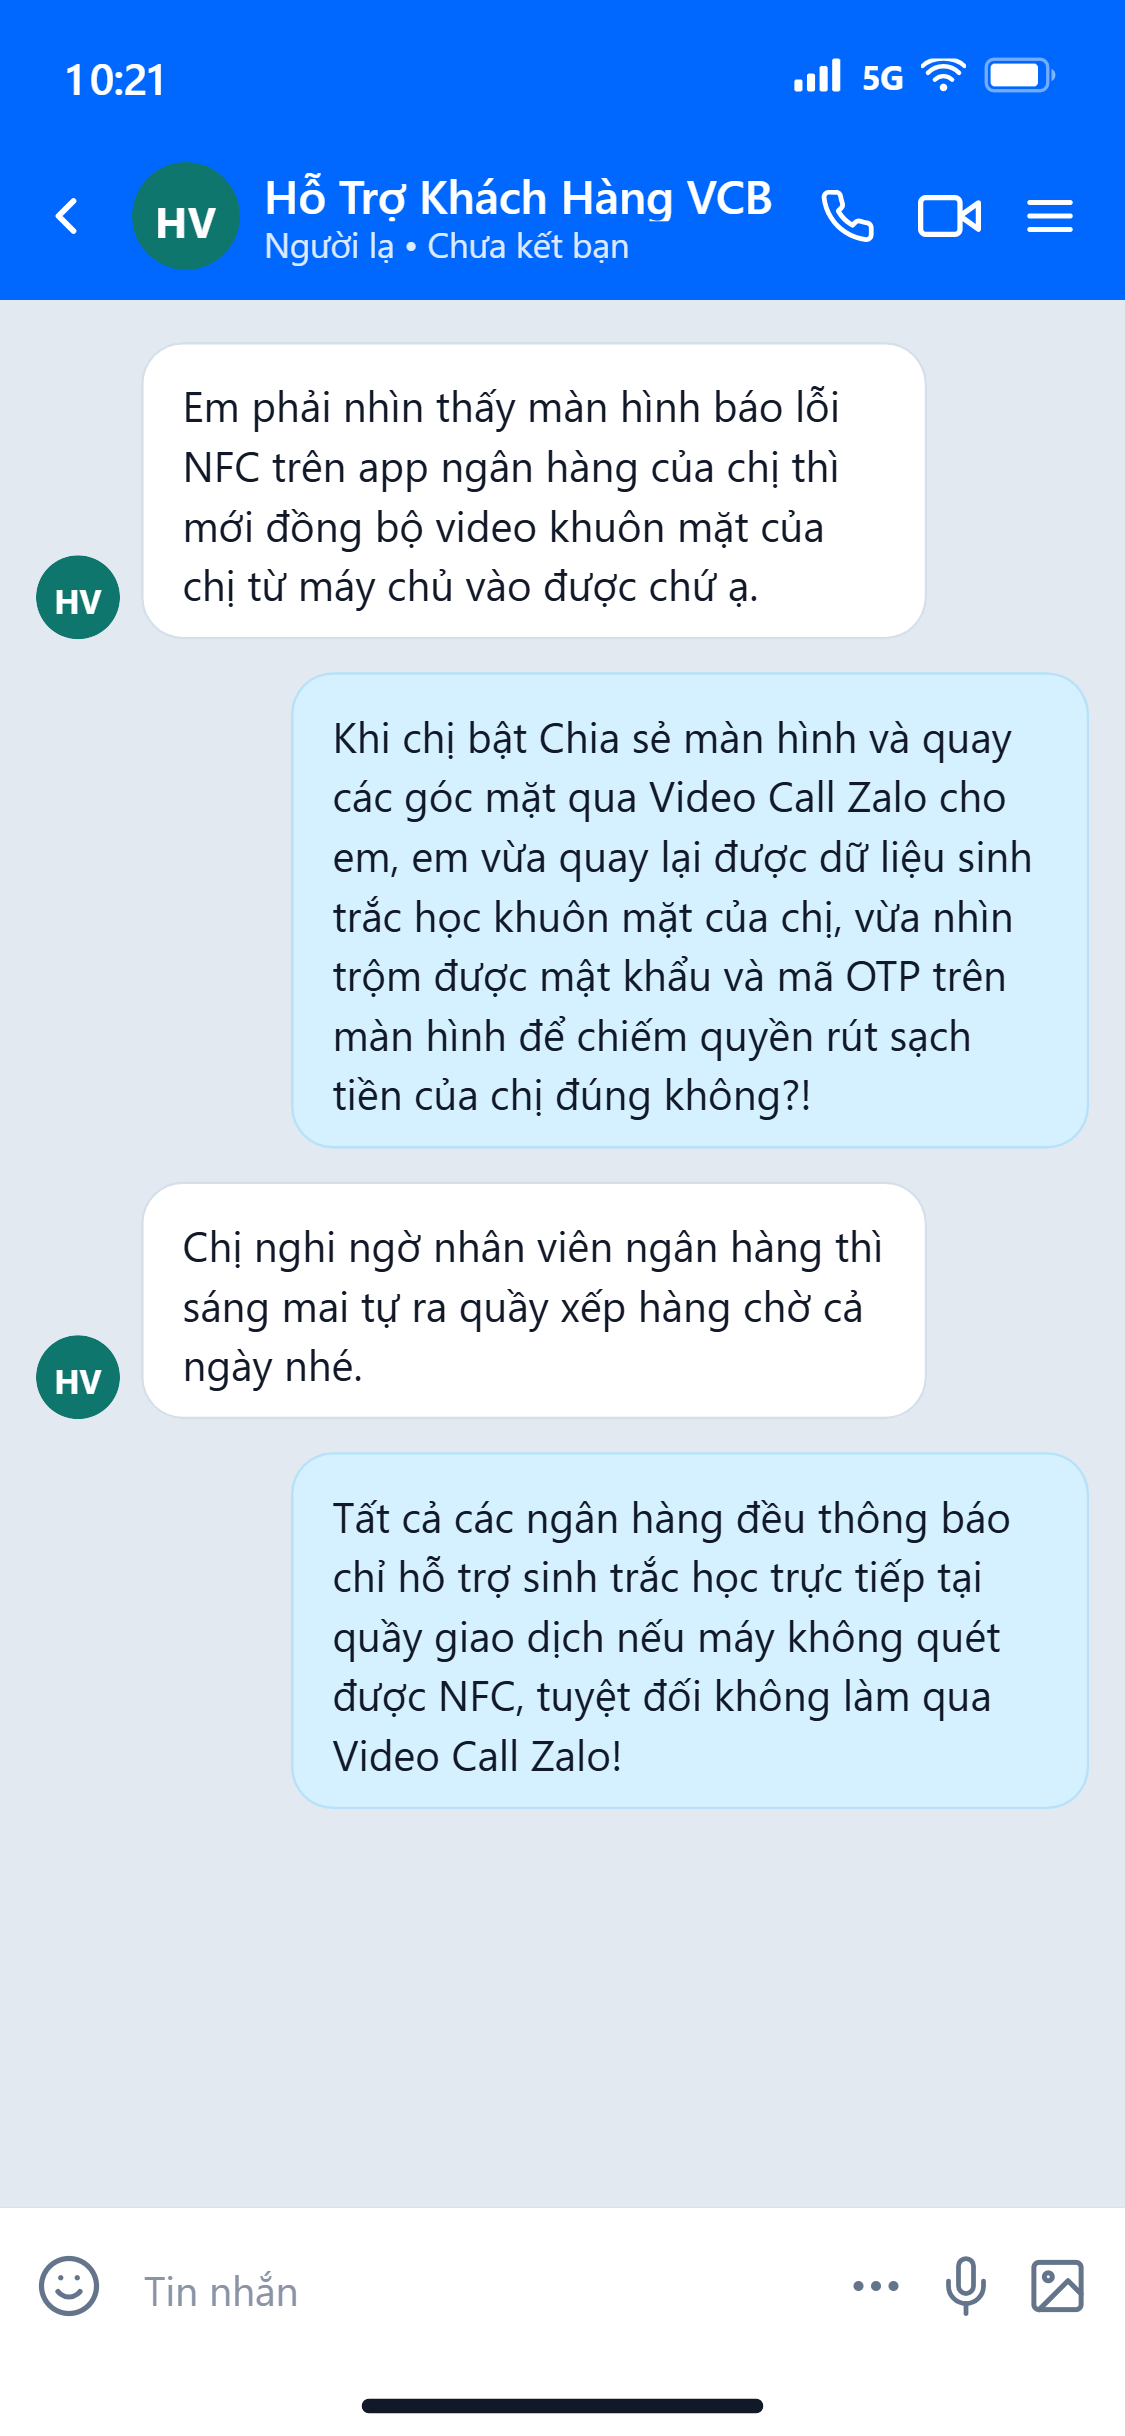 10:21
5G
HV
Hỗ Trợ Khách Hàng VCB
Người lạ • Chưa kết bạn
Em phải nhìn thấy màn hình báo lỗi
NFC trên app ngân hàng của chị thì
mới đồng bộ video khuôn mặt của
chị từ máy chủ vào được chứ ạ.
HV
Khi chị bật Chia sẻ màn hình và quay
các góc mặt qua Video Call Zalo cho
em, em vừa quay lại được dữ liệu sinh
trắc học khuôn mặt của chị, vừa nhìn
trộm được mật khẩu và mã OTP trên
màn hình để chiếm quyền rút sạch
tiền của chị đúng không?!
Chị nghi ngờ nhân viên ngân hàng thì
sáng mai tự ra quầy xếp hàng chờ cả
ngày nhé.
HV
Tất cả các ngân hàng đều thông báo
chỉ hỗ trợ sinh trắc học trực tiếp tại
quầy giao dịch nếu máy không quét
được NFC, tuyệt đối không làm qua
Video Call Zalo!
Tin nhắn